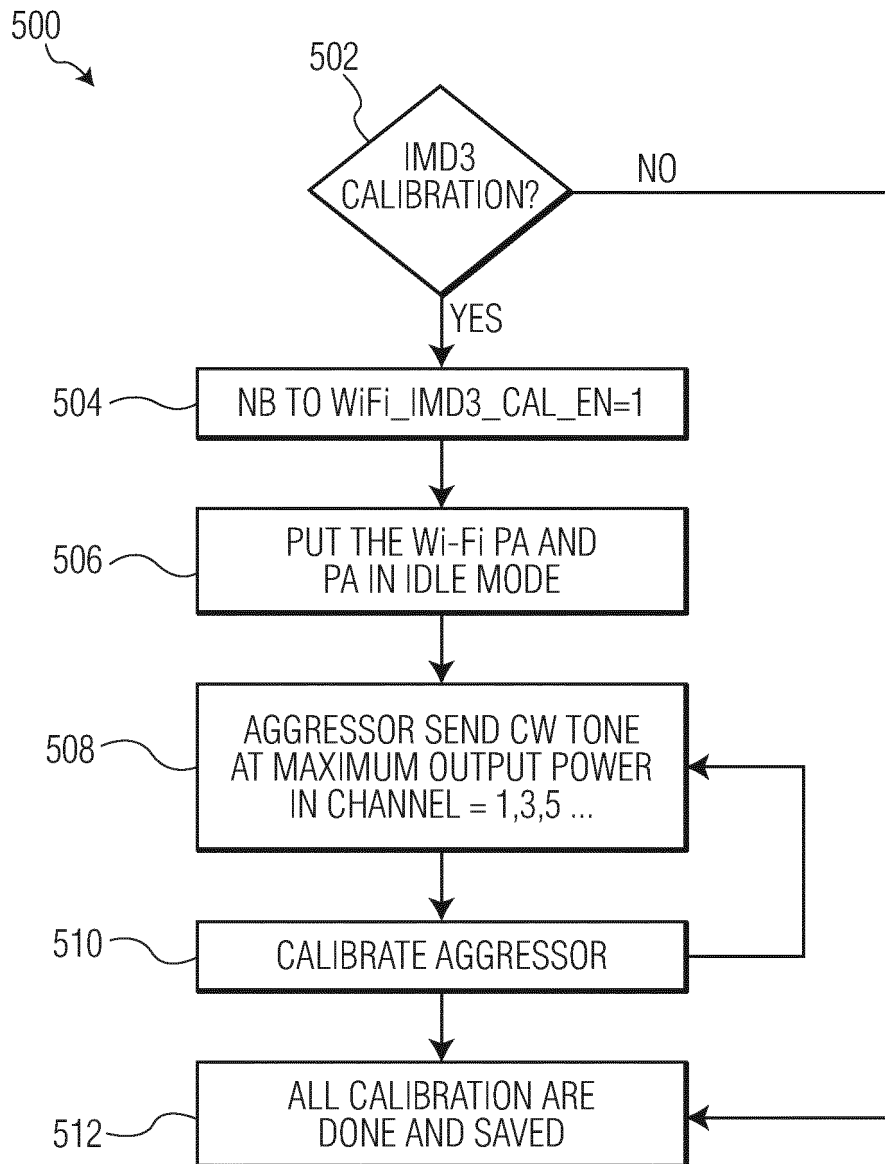 500
502
IMD3
CALIBRATION?
NO
YES
504
NB TO WiFi_IMD3_CAL_EN=1
506
PUT THE Wi-Fi PA AND
PA IN IDLE MODE
508
AGGRESSOR SEND CW TONE
AT MAXIMUM OUTPUT POWER
IN CHANNEL = 1,3,5 ...
510
CALIBRATE AGGRESSOR
512
ALL CALIBRATION ARE
DONE AND SAVED